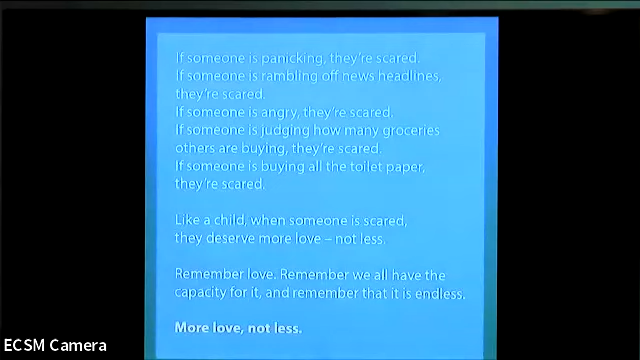 If someone is panicking, they're scared.
If someone is rambling off news headlines,
they're scared.
If someone is angry, they're scared.
If someone is judging how many groceries
others are buying, they're scared.
If someone is buying all the toilet paper,
they're scared.
Like a child, when someone is scared,
they deserve more love – not less.
Remember love. Remember we all have the
capacity for it, and remember that it is endless.
More love, not less.
ECSM Camera